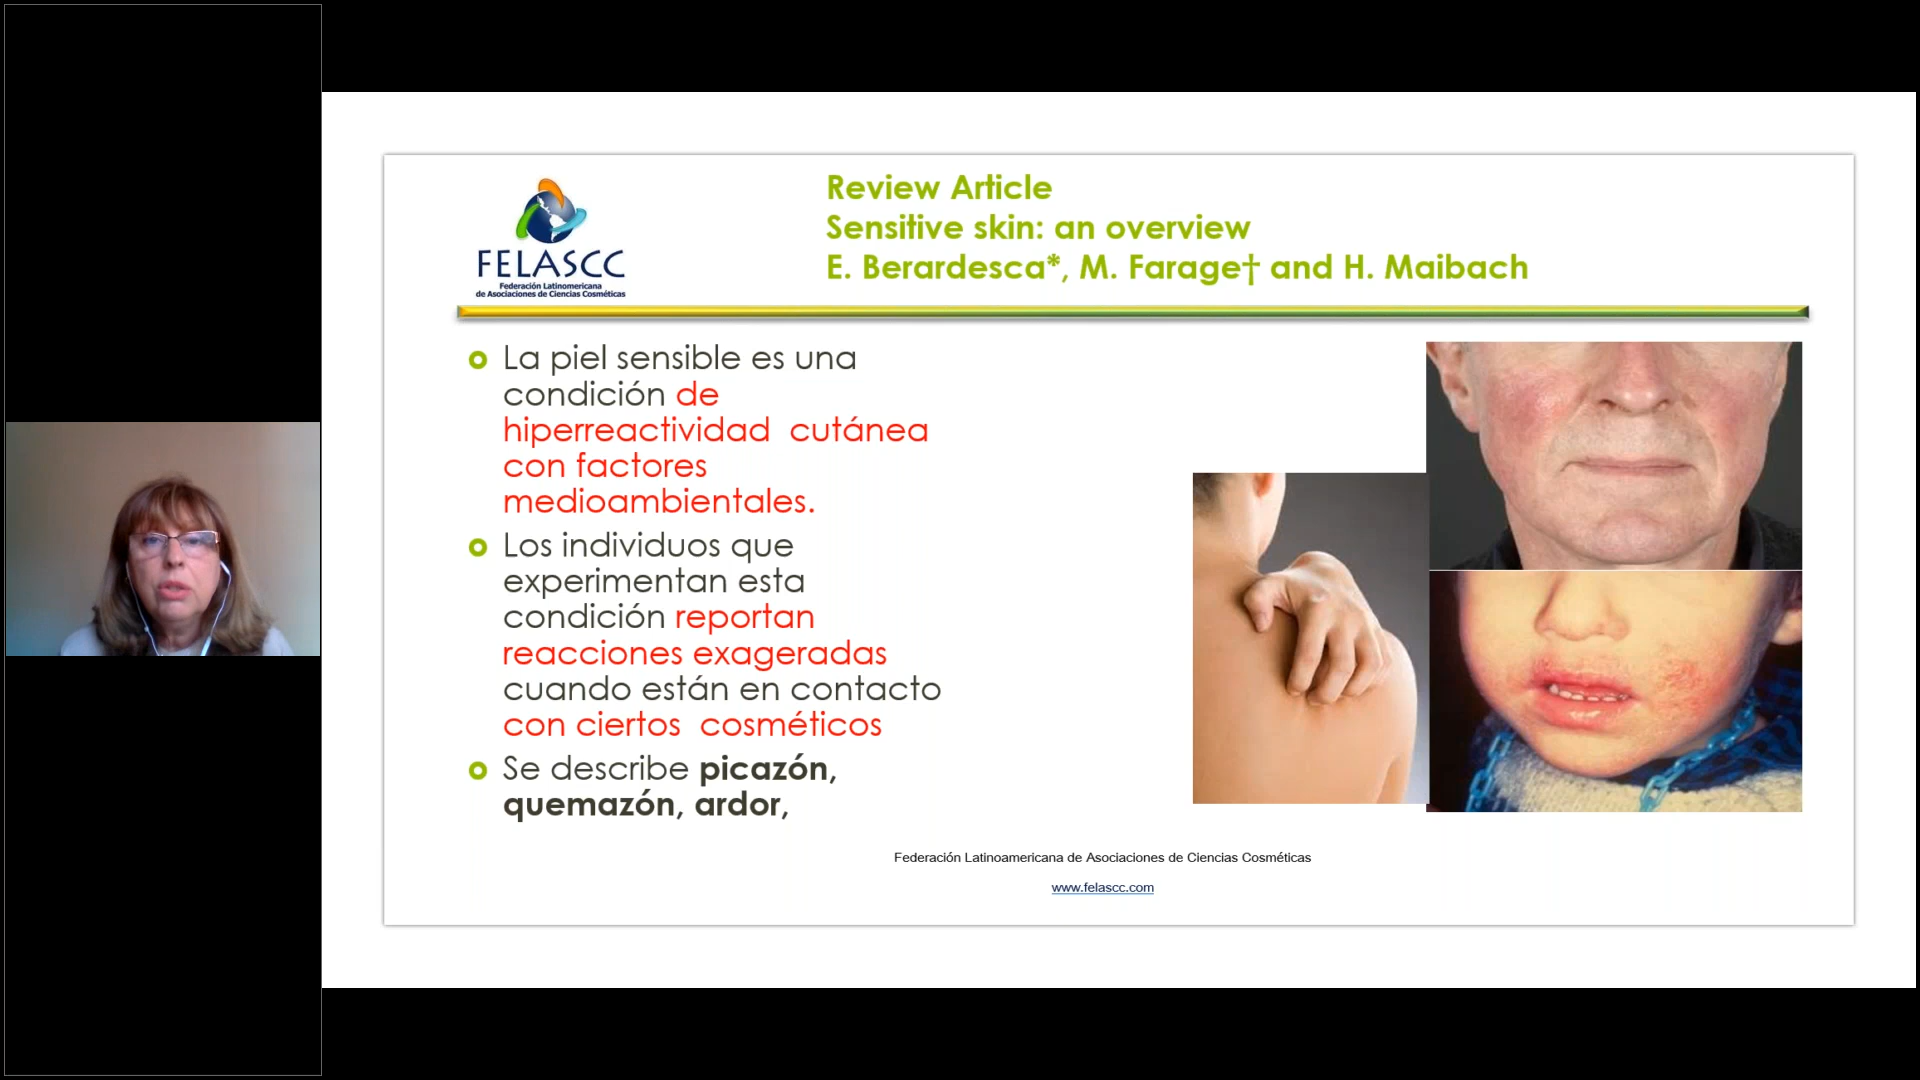 Review Article
Sensitive skin: an overview
E. Berardesca*, M. Farage† and H. Maibach
FELASCC
Federación Latinoamericana
de Asociaciones de Ciencias Cosméticas
La piel sensible es una
condición de
hiperreactividad cutánea
con factores
medioambientales.
Los individuos que
experimentan esta
condición reportan
reacciones exageradas
cuando están en contacto
con ciertos cosméticos
Se describe picazón,
quemazón, ardor,
Federación Latinoamericana de Asociaciones de Ciencias Cosméticas
www.felascc.com